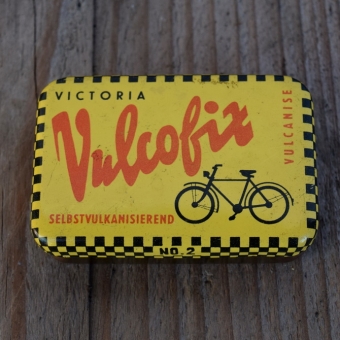 VICTORIA
Vulcofix
VULCANISE
SELBSTVULKANISIEREND
NO. 2